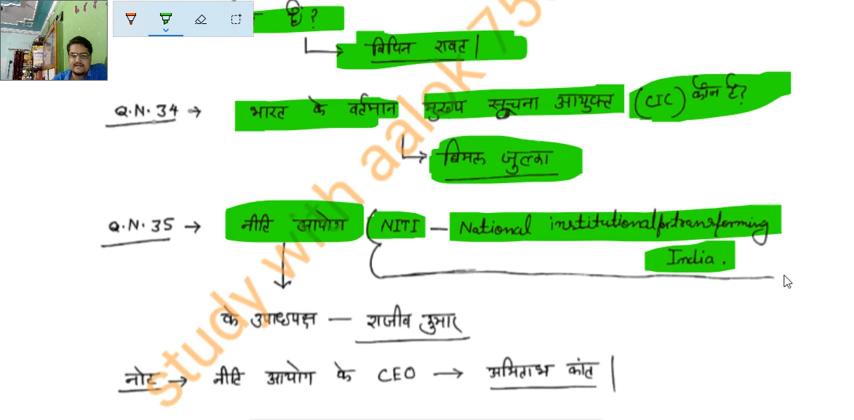 है?
बिपिन रावत |
Q.N. 34 → भारत के वर्तमान मुख्य सूचना आयुक्त (CIC) कौन है?
बिमल जुल्का
Q.N. 35 → नीति आयोग (NITI — National institutional for transforming
India.
के उपाध्यक्ष — राजीव कुमार
नोट → नीति आयोग के CEO → अमिताभ कांत |
study with aalok 75